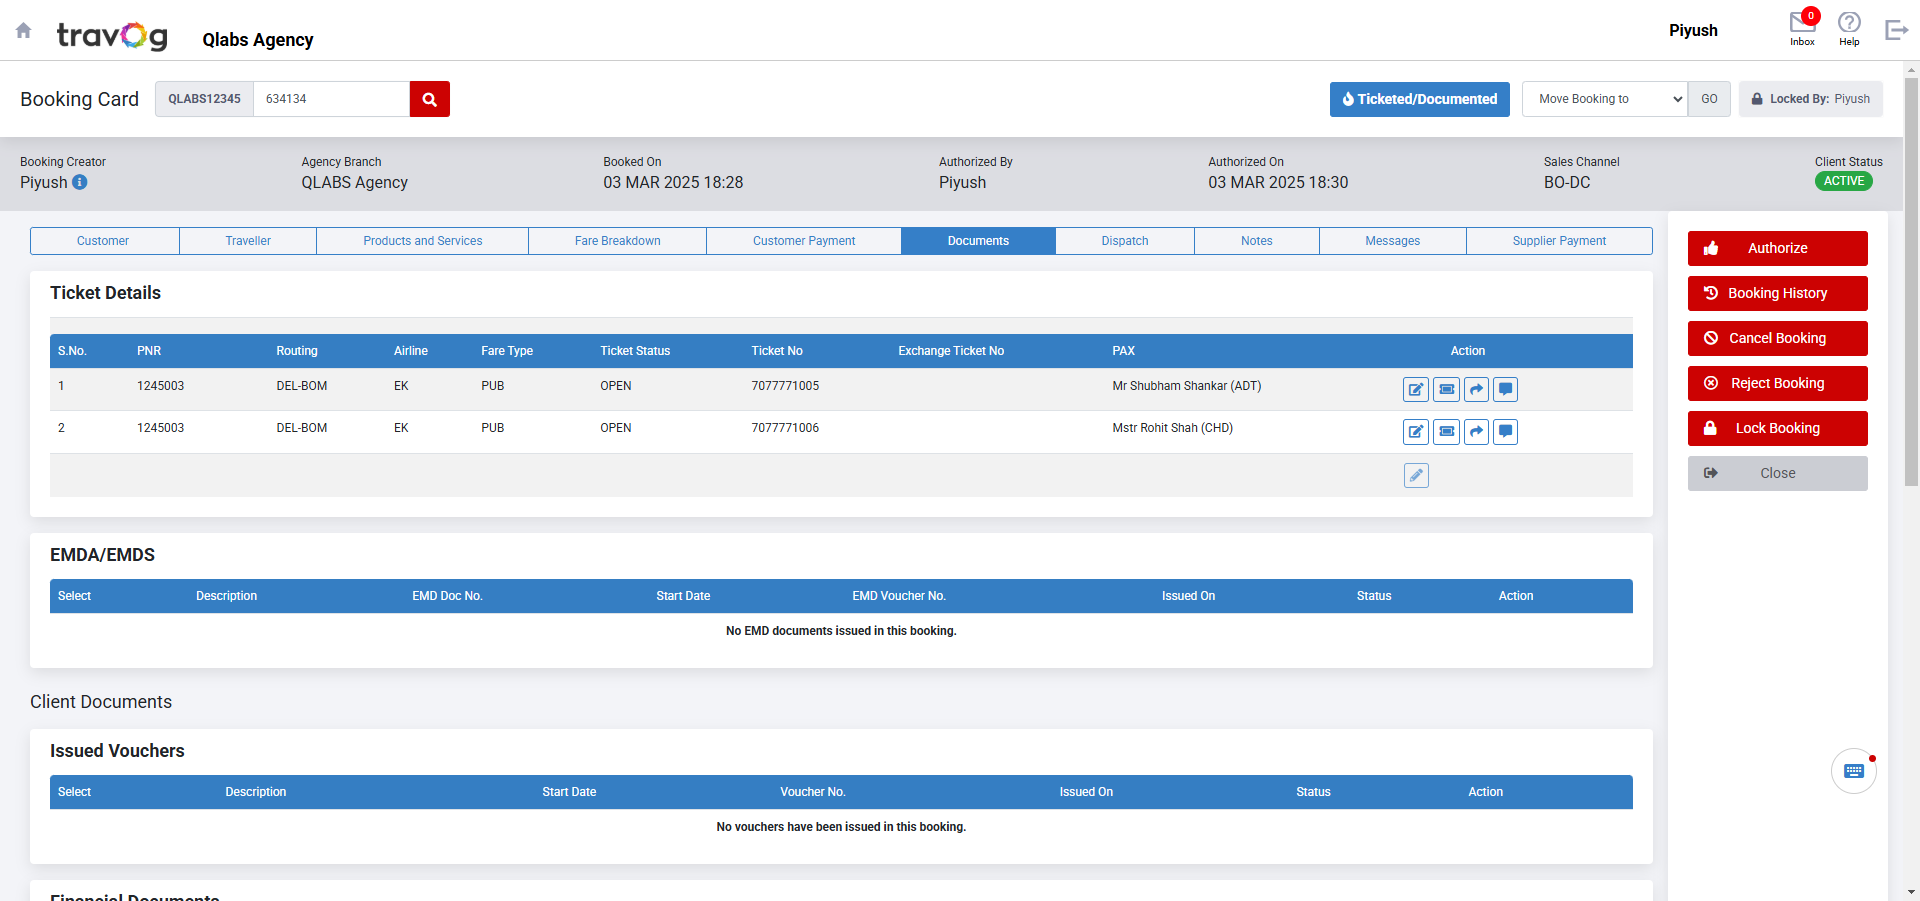 travog
Qlabs Agency
Piyush
0
Inbox
Help
Booking Card
QLABS12345
634134
Ticketed/Documented
Move Booking to
GO
Locked By: Piyush
Booking Creator
Piyush
Agency Branch
QLABS Agency
Booked On
03 MAR 2025 18:28
Authorized By
Piyush
Authorized On
03 MAR 2025 18:30
Sales Channel
BO-DC
Client Status
ACTIVE
Customer Traveller Products and Services Fare Breakdown Customer Payment Documents Dispatch Notes Messages Supplier Payment
Authorize
Booking History
Cancel Booking
Reject Booking
Lock Booking
Close
Ticket Details
S.No. PNR Routing Airline Fare Type Ticket Status Ticket No Exchange Ticket No PAX Action
1 1245003 DEL-BOM EK PUB OPEN 7077771005 Mr Shubham Shankar (ADT)
2 1245003 DEL-BOM EK PUB OPEN 7077771006 Mstr Rohit Shah (CHD)
EMDA/EMDS
Select Description EMD Doc No. Start Date EMD Voucher No. Issued On Status Action
No EMD documents issued in this booking.
Client Documents
Issued Vouchers
Select Description Start Date Voucher No. Issued On Status Action
No vouchers have been issued in this booking.
Financial Documents